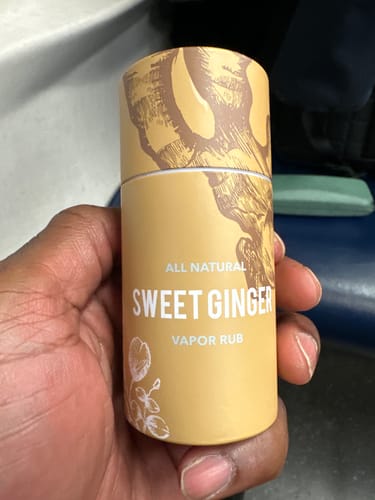 ALL NATURAL
SWEET GINGER
VAPOR RUB